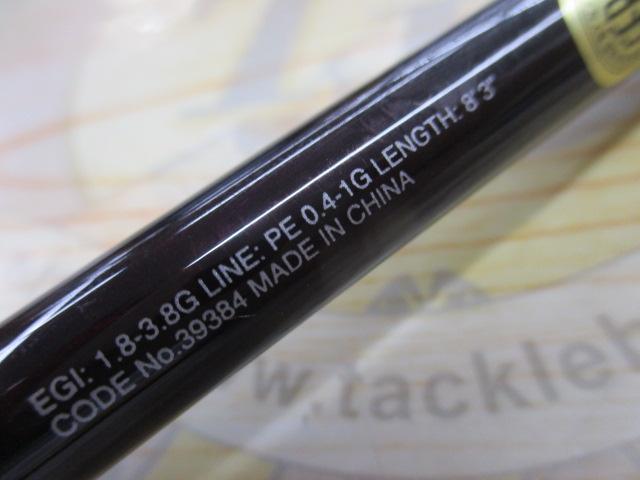 EGI: 1.8-3.8G LINE: PE 0.4-1G LENGTH: 8'3"
CODE No.39384 MADE IN CHINA
w.tackleb